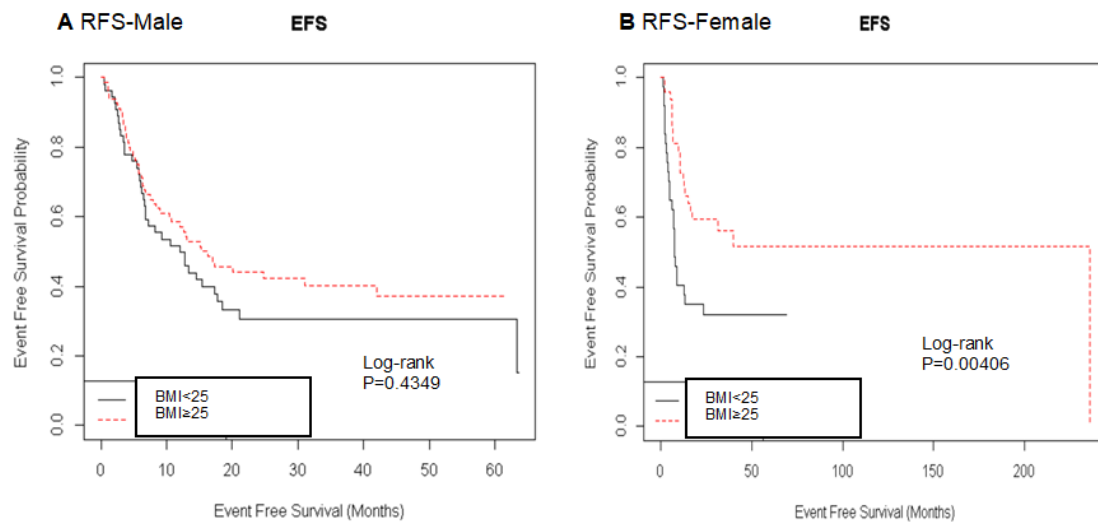 A RFS-Male
EFS
Event Free Survival Probability
1.0
0.8
0.6
0.4
0.2
0.0
Log-rank
P=0.4349
BMI<25
BMI≥25
0 10 20 30 40 50 60
Event Free Survival (Months)
B RFS-Female
EFS
Event Free Survival Probability
1.0
0.8
0.6
0.4
0.2
0.0
Log-rank
P=0.00406
BMI<25
BMI≥25
0 50 100 150 200
Event Free Survival (Months)